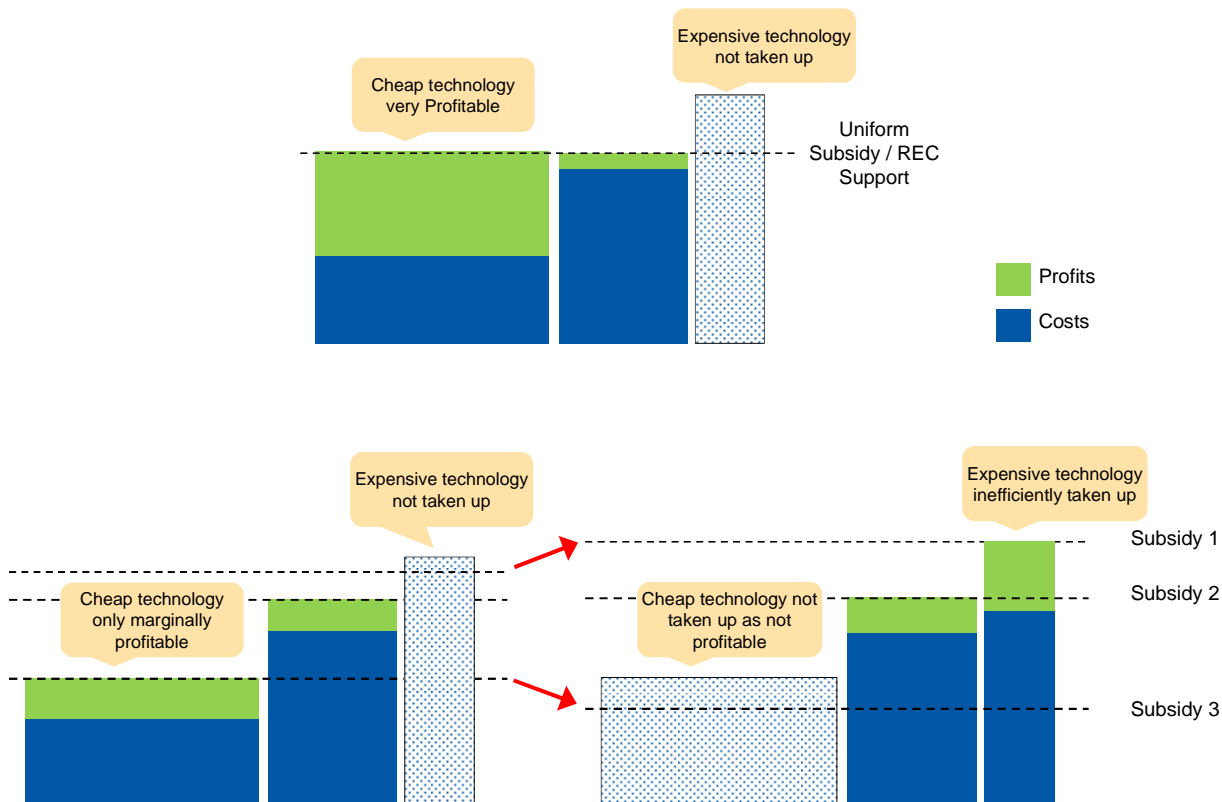 Expensive technology
not taken up
Cheap technology
very Profitable
Uniform
Subsidy / REC
Support
Profits
Costs
Expensive technology
not taken up
Cheap technology
only marginally
profitable
Expensive technology
inefficiently taken up
Cheap technology not
taken up as not
profitable
Subsidy 1
Subsidy 2
Subsidy 3